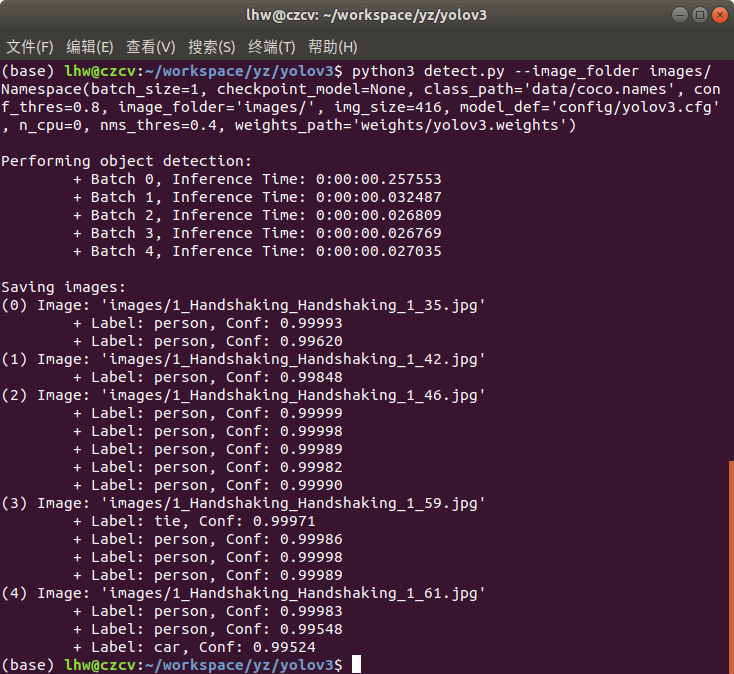 lhw@czcv: ~/workspace/yz/yolov3
文件(F) 编辑(E) 查看(V) 搜索(S) 终端(T) 帮助(H)
(base) lhw@czcv:~/workspace/yz/yolov3$ python3 detect.py --image_folder images/
Namespace(batch_size=1, checkpoint_model=None, class_path='data/coco.names', con
f_thres=0.8, image_folder='images/', img_size=416, model_def='config/yolov3.cfg'
, n_cpu=0, nms_thres=0.4, weights_path='weights/yolov3.weights')

Performing object detection:
        + Batch 0, Inference Time: 0:00:00.257553
        + Batch 1, Inference Time: 0:00:00.032487
        + Batch 2, Inference Time: 0:00:00.026809
        + Batch 3, Inference Time: 0:00:00.026769
        + Batch 4, Inference Time: 0:00:00.027035

Saving images:
(0) Image: 'images/1_Handshaking_Handshaking_1_35.jpg'
        + Label: person, Conf: 0.99993
        + Label: person, Conf: 0.99620
(1) Image: 'images/1_Handshaking_Handshaking_1_42.jpg'
        + Label: person, Conf: 0.99848
(2) Image: 'images/1_Handshaking_Handshaking_1_46.jpg'
        + Label: person, Conf: 0.99999
        + Label: person, Conf: 0.99998
        + Label: person, Conf: 0.99989
        + Label: person, Conf: 0.99982
        + Label: person, Conf: 0.99990
(3) Image: 'images/1_Handshaking_Handshaking_1_59.jpg'
        + Label: tie, Conf: 0.99971
        + Label: person, Conf: 0.99986
        + Label: person, Conf: 0.99998
        + Label: person, Conf: 0.99989
(4) Image: 'images/1_Handshaking_Handshaking_1_61.jpg'
        + Label: person, Conf: 0.99983
        + Label: person, Conf: 0.99548
        + Label: car, Conf: 0.99524
(base) lhw@czcv:~/workspace/yz/yolov3$